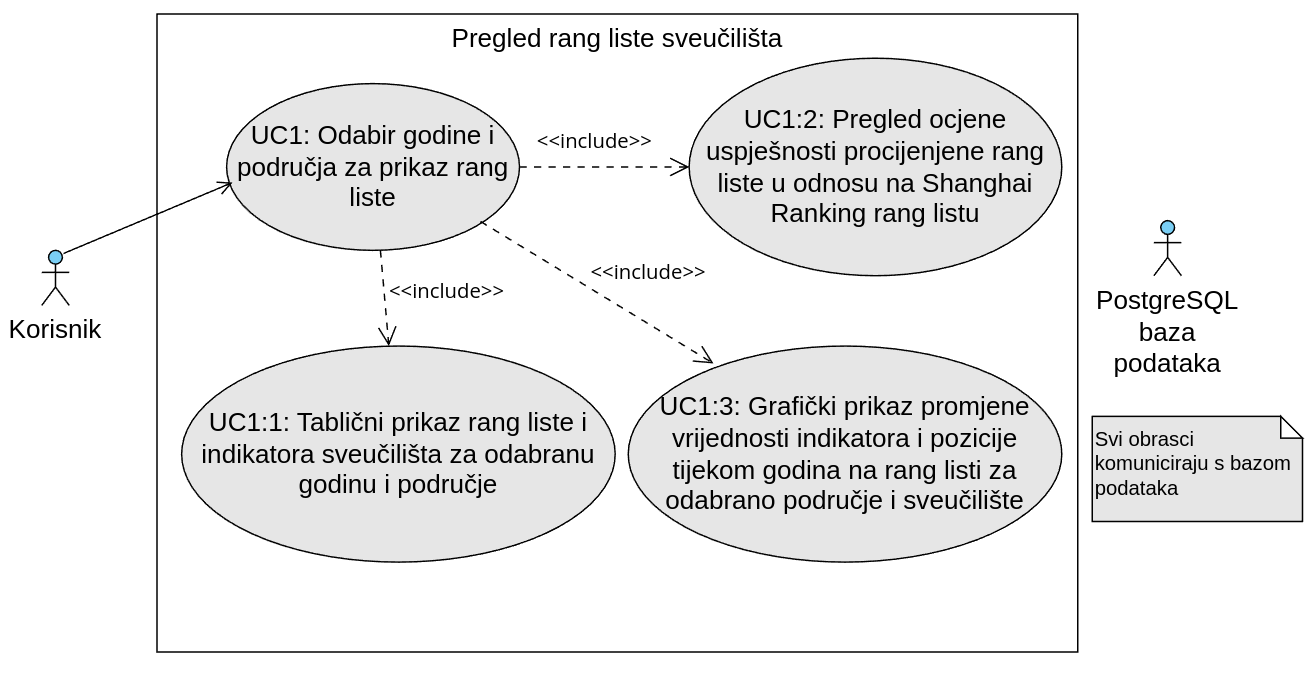 Pregled rang liste sveučilišta
UC1: Odabir godine i
područja za prikaz rang
liste
<<include>>
UC1:2: Pregled ocjene
uspješnosti procijenjene rang
liste u odnosu na Shanghai
Ranking rang listu
<<include>>
<<include>>
Korisnik
PostgreSQL
baza
podataka
UC1:1: Tablični prikaz rang liste i
indikatora sveučilišta za odabranu
godinu i područje
UC1:3: Grafički prikaz promjene
vrijednosti indikatora i pozicije
tijekom godina na rang listi za
odabrano područje i sveučilište
Svi obrasci
komuniciraju s bazom
podataka